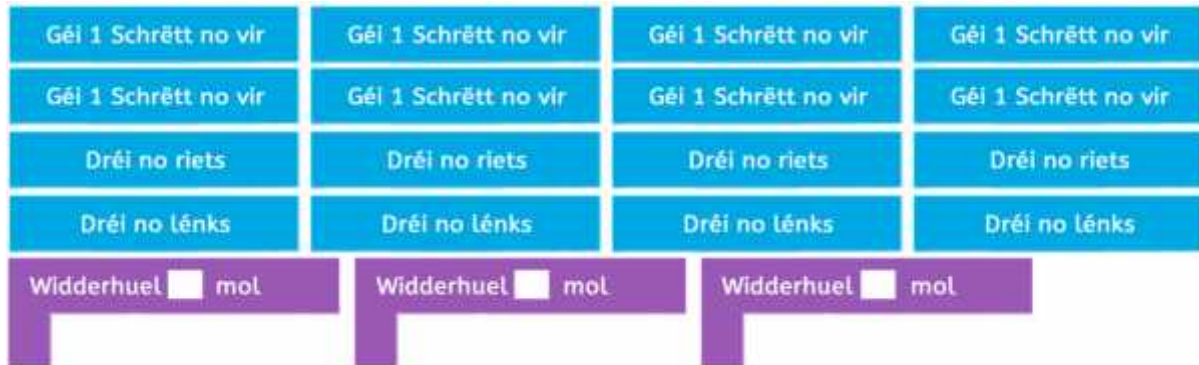 Géi 1 Schrëtt no vir Géi 1 Schrëtt no vir Géi 1 Schrëtt no vir Géi 1 Schrëtt no vir
Géi 1 Schrëtt no vir Géi 1 Schrëtt no vir Géi 1 Schrëtt no vir Géi 1 Schrëtt no vir
Dréi no riets Dréi no riets Dréi no riets Dréi no riets
Dréi no lénks Dréi no lénks Dréi no lénks Dréi no lénks
Widderhuel mol Widderhuel mol Widderhuel mol